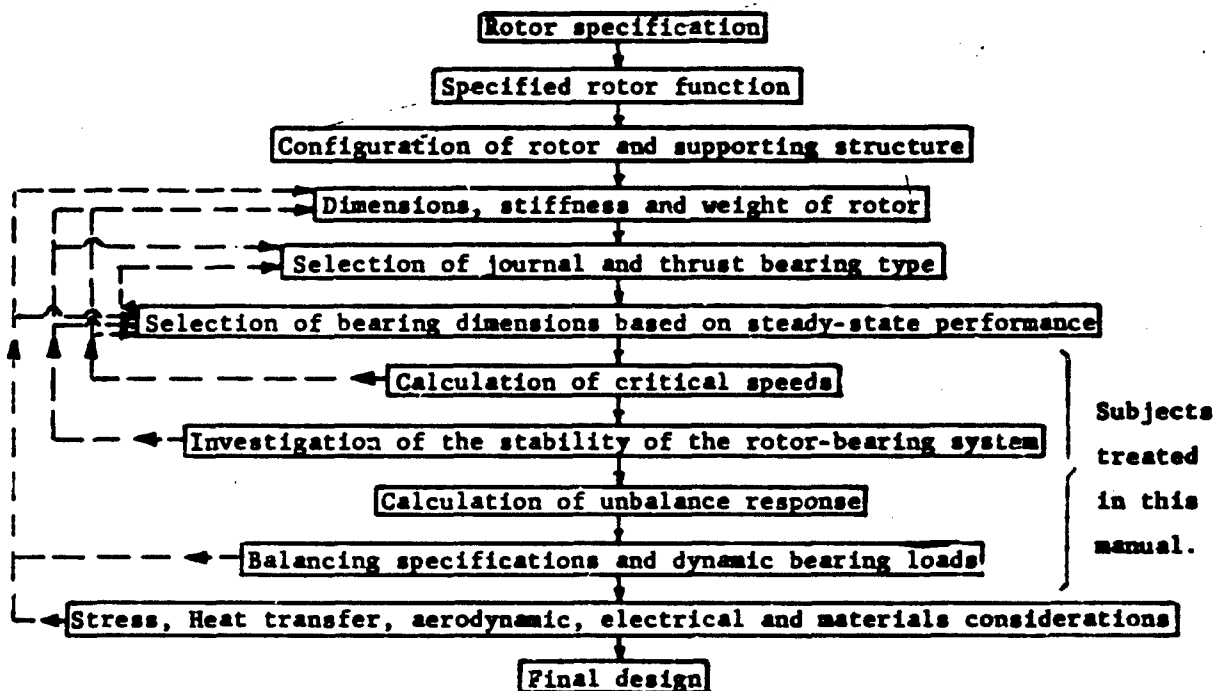 Rotor specification
Specified rotor function
Configuration of rotor and supporting structure
Dimensions, stiffness and weight of rotor
Selection of journal and thrust bearing type
Selection of bearing dimensions based on steady-state performance
Calculation of critical speeds
Investigation of the stability of the rotor-bearing system
Calculation of unbalance response
Balancing specifications and dynamic bearing loads
Stress, Heat transfer, aerodynamic, electrical and materials considerations
Final design
Subjects
treated
in this
manual.